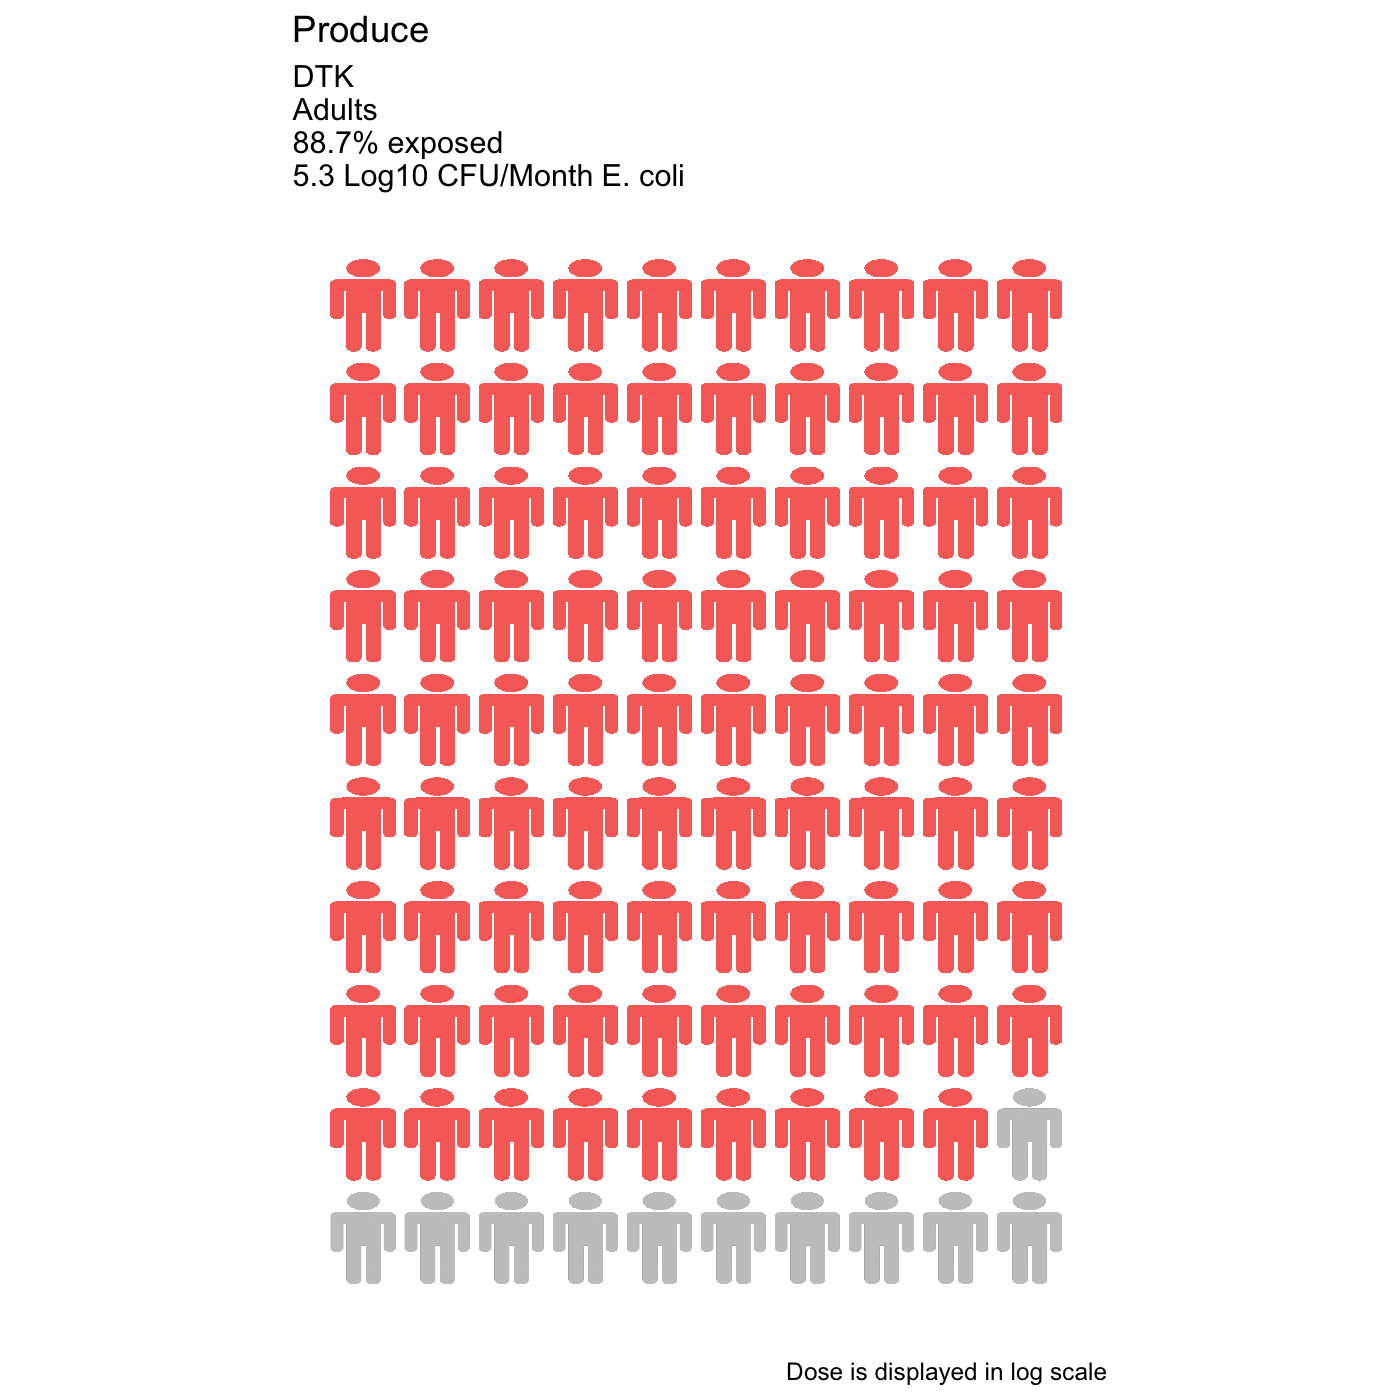 Produce
DTK
Adults
88.7% exposed
5.3 Log10 CFU/Month E. coli
Dose is displayed in log scale